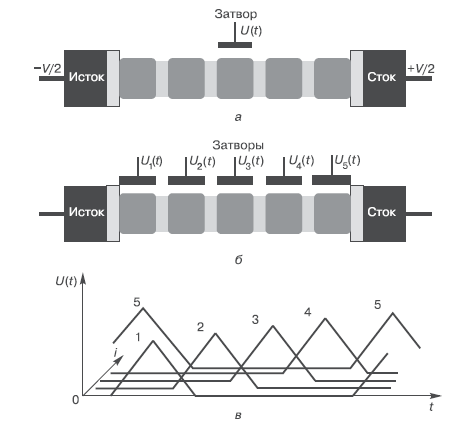 Затвор
U(t)
−V/2 Исток Сток +V/2
а
Затворы
U1(t) U2(t) U3(t) U4(t) U5(t)
Исток Сток
б
U(t)
5 1 2 3 4 5
i
0 t
в